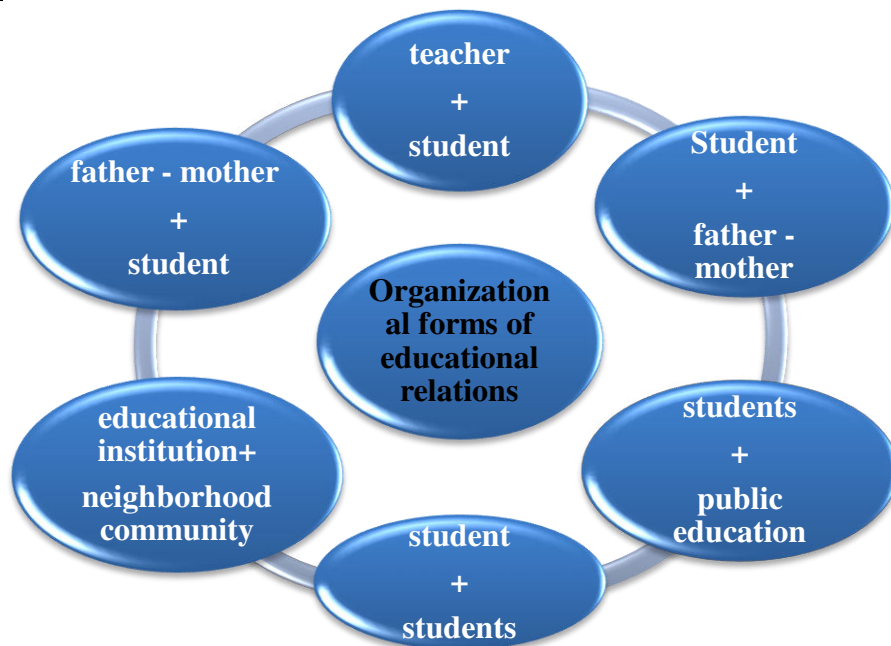 teacher
+
student
Student
+
father -
mother
students
+
public
education
student
+
students
educational
institution+
neighborhood
community
father - mother
+
student
Organization
al forms of
educational
relations